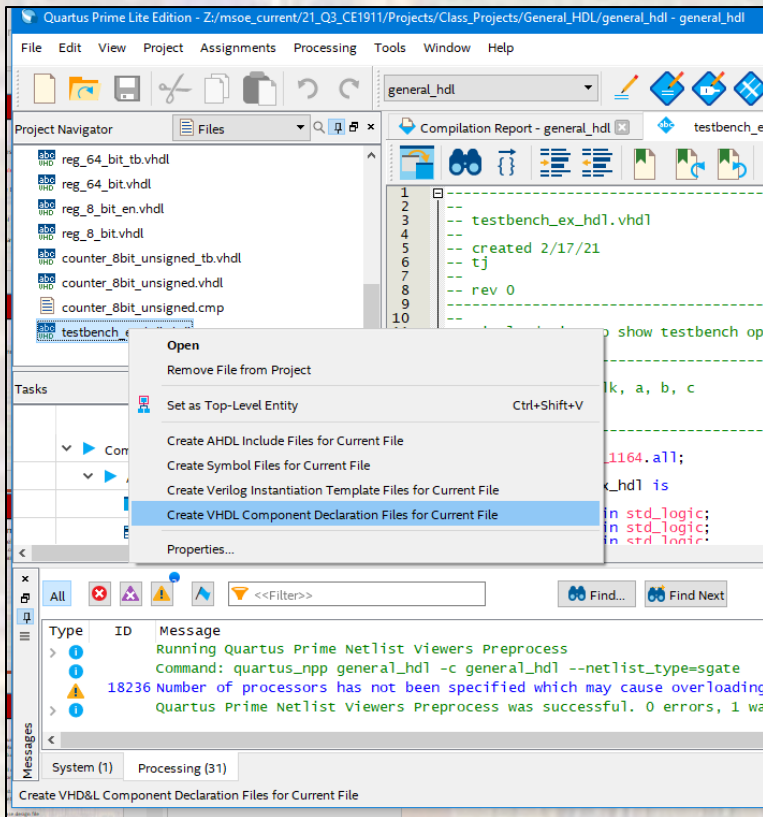 Quartus Prime Lite Edition - Z:/msoe_current/21_Q3_CE1911/Projects/Class_Projects/General_HDL/general_hdl - general_hdl
File Edit View Project Assignments Processing Tools Window Help
general_hdl
Project Navigator Files
Compilation Report - general_hdl testbench_e
reg_64_bit_tb.vhdl
reg_64_bit.vhdl
reg_8_bit_en.vhdl
reg_8_bit.vhdl
counter_8bit_unsigned_tb.vhdl
counter_8bit_unsigned.vhdl
counter_8bit_unsigned.cmp
testbench_e
1 ----------------------------------
2 --
3 -- testbench_ex_hdl.vhdl
4 --
5 -- created 2/17/21
6 -- tj
7 --
8 -- rev 0
9 ----------------------------------
10 --
show testbench op
lk, a, b, c
_1164.all;
x_hdl is
in std_logic;
in std_logic;
in std_logic;
Open
Remove File from Project
Set as Top-Level Entity Ctrl+Shift+V
Create AHDL Include Files for Current File
Create Symbol Files for Current File
Create Verilog Instantiation Template Files for Current File
Create VHDL Component Declaration Files for Current File
Properties...
Tasks
Com
All <<Filter>> Find... Find Next
Type ID Message
Running Quartus Prime Netlist Viewers Preprocess
Command: quartus_npp general_hdl -c general_hdl --netlist_type=sgate
18236 Number of processors has not been specified which may cause overloading
Quartus Prime Netlist Viewers Preprocess was successful. 0 errors, 1 wa
Messages
System (1) Processing (31)
Create VHD&L Component Declaration Files for Current File